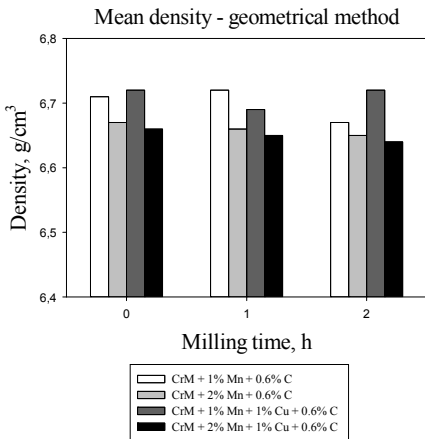 Mean density - geometrical method
6,8
6,7
6,6
6,5
6,4
Density, g/cm³
0 1 2
Milling time, h
CrM + 1% Mn + 0.6% C
CrM + 2% Mn + 0.6% C
CrM + 1% Mn + 1% Cu + 0.6% C
CrM + 2% Mn + 1% Cu + 0.6% C